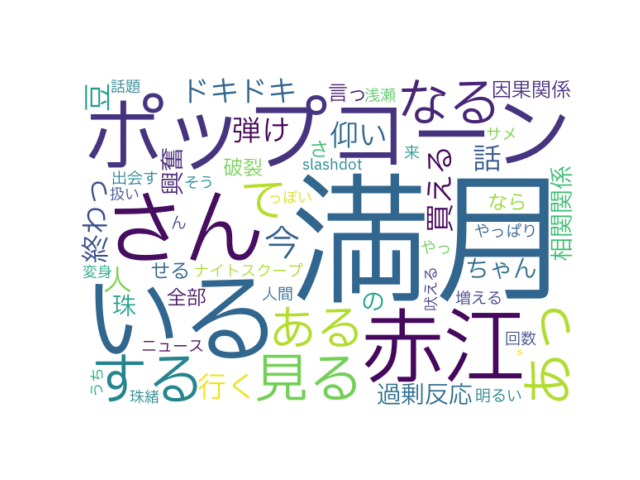 話題
ドキドキ
言っ
浅瀬
なる
因果関係
豆
ポップコーン
弾け
仰い
サメ
興奮
破裂
さ
slashdot
来
買える
話
相関関係
出会す
扱い
そう
て
満月
なら
終わっ
さん
今
やっぱり
ん
っぽい
やっ
変身
人
せる
ナイトスクープ
ちゃん
吠える
珠
全部
人間
の
増える
いる
ある
赤江
あっ
ニュース
回数
する
見る
うち
珠緒
行く
過剰反応
明るい